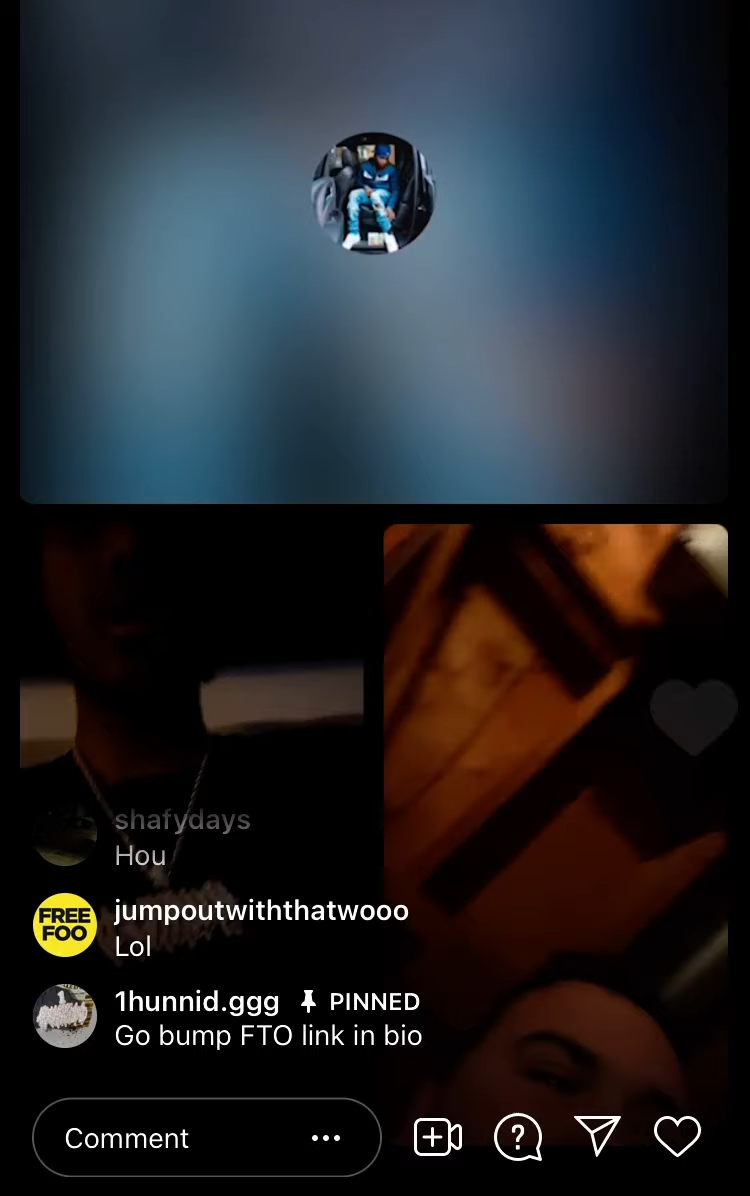 shafydays
Hou
FREE
FOO
jumpoutwiththatwooo
Lol
1hunnid.ggg PINNED
Go bump FTO link in bio
Comment